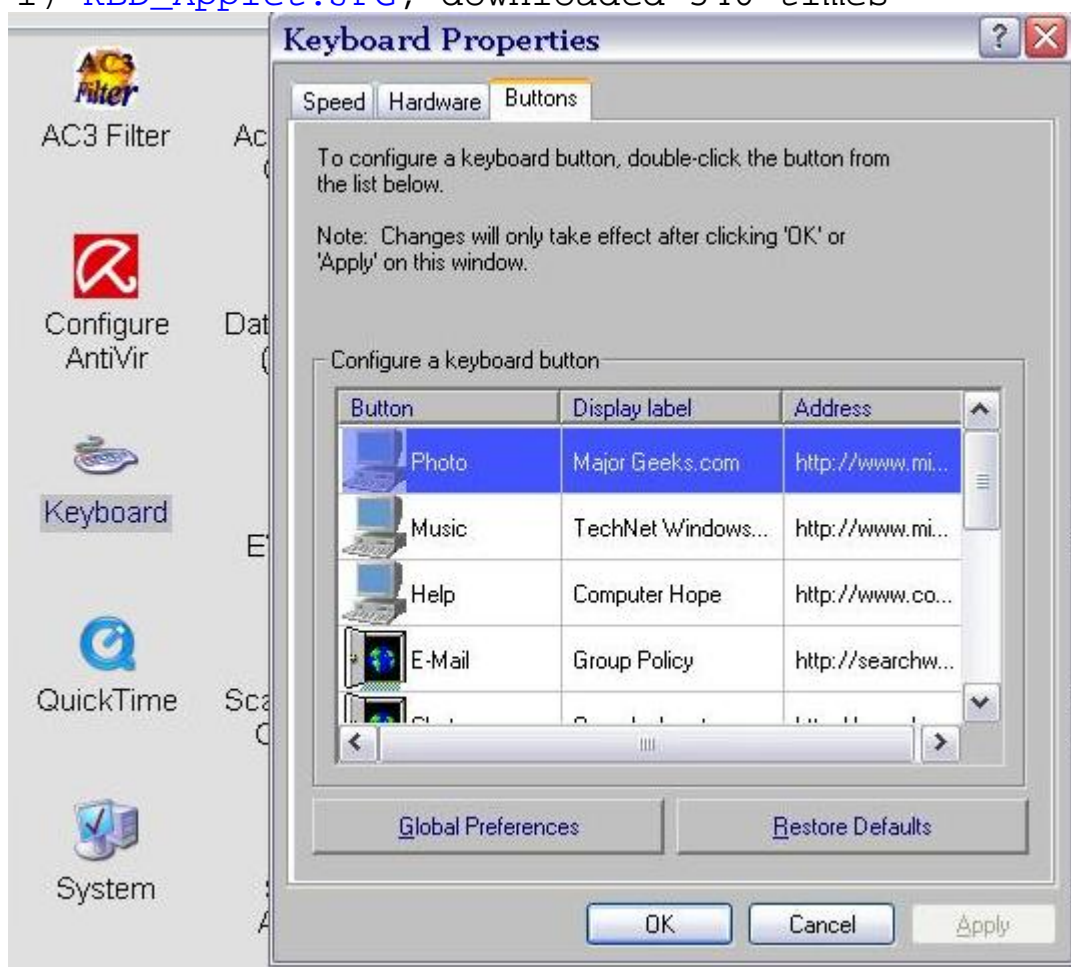 1) KBD_Applet.JPG, downloaded 540 times
Keyboard Properties
AC3
Filter
AC3 Filter
Configure
AntiVir
Keyboard
QuickTime
System
Speed Hardware Buttons
To configure a keyboard button, double-click the button from
the list below.
Note: Changes will only take effect after clicking 'OK' or
'Apply' on this window.
Configure a keyboard button
Button Display label Address
Photo Major Geeks.com http://www.mi...
Music TechNet Windows... http://www.mi...
Help Computer Hope http://www.co...
E-Mail Group Policy http://searchw...
Global Preferences Restore Defaults
OK Cancel Apply